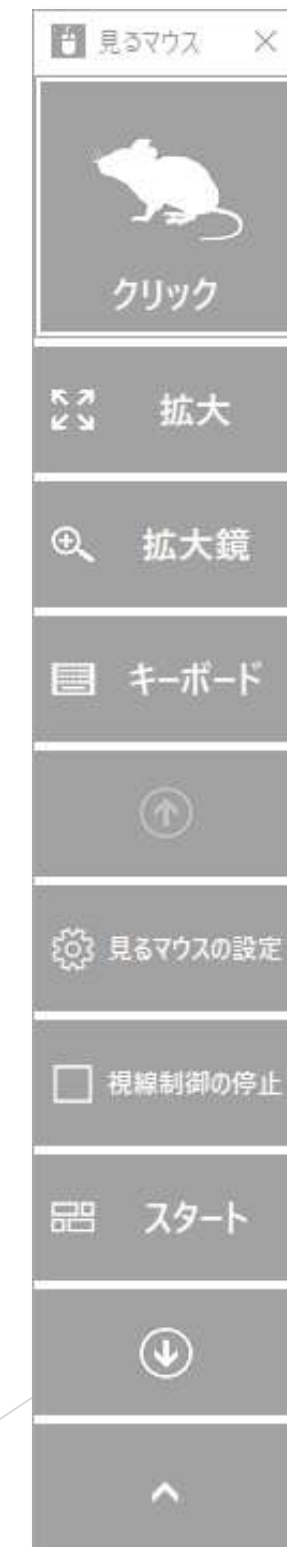 見るマウス
クリック
拡大
拡大鏡
キーボード
見るマウスの設定
視線制御の停止
スタート